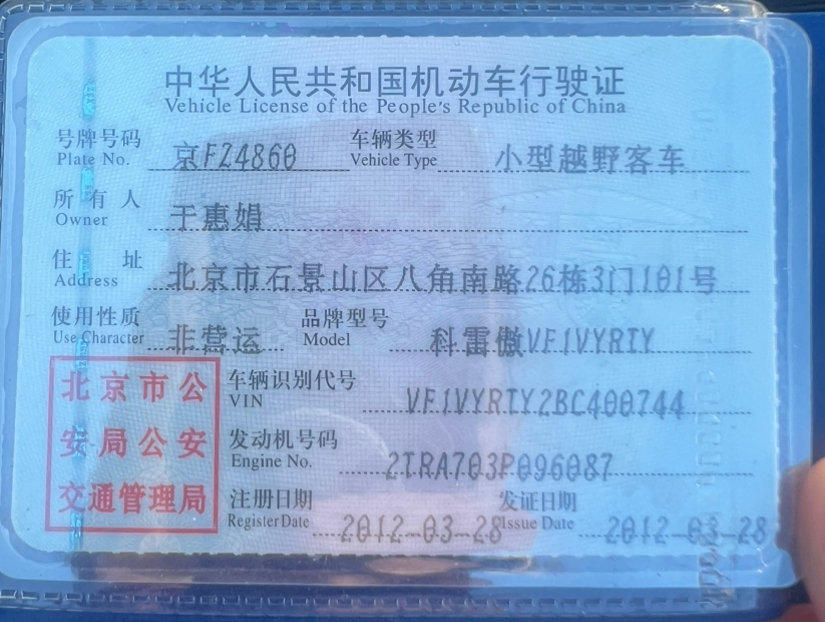 中华人民共和国机动车行驶证
Vehicle License of the People's Republic of China
号牌号码 京FZ4860 车辆类型 小型越野客车
Plate No. Vehicle Type
所有人 于惠娟
Owner
住址 北京市石景山区八角南路26栋3门101号
Address
使用性质 非营运 品牌型号 科雷傲VF1VYRTY
Use Character Model
北京市公
安局公安
交通管理局
车辆识别代号 VF1VYRTY2BC400744
VIN
发动机号码 2TRA703P096087
Engine No.
注册日期 2012-03-28 发证日期 2012-03-28
Register Date Issue Date